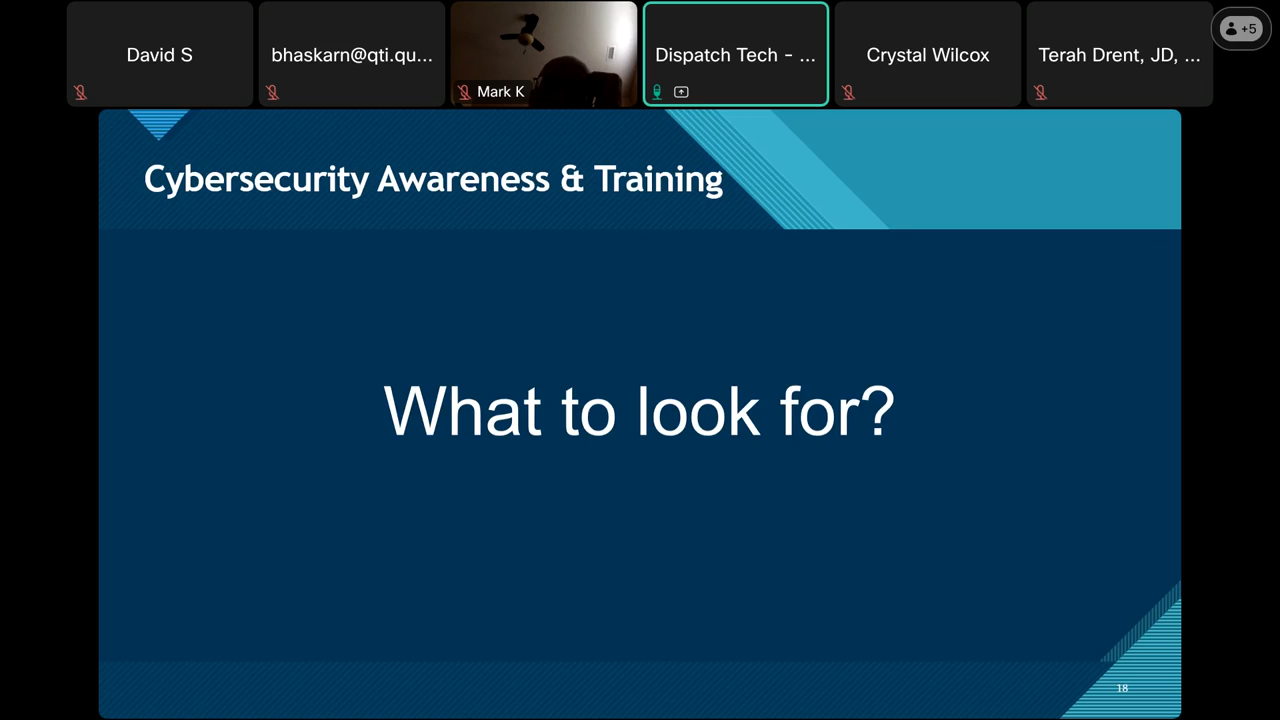 David S
bhaskarn@qti.qu...
Mark K
Dispatch Tech - ...
Crystal Wilcox
Terah Drent, JD, ...
+5
Cybersecurity Awareness & Training
What to look for?
18